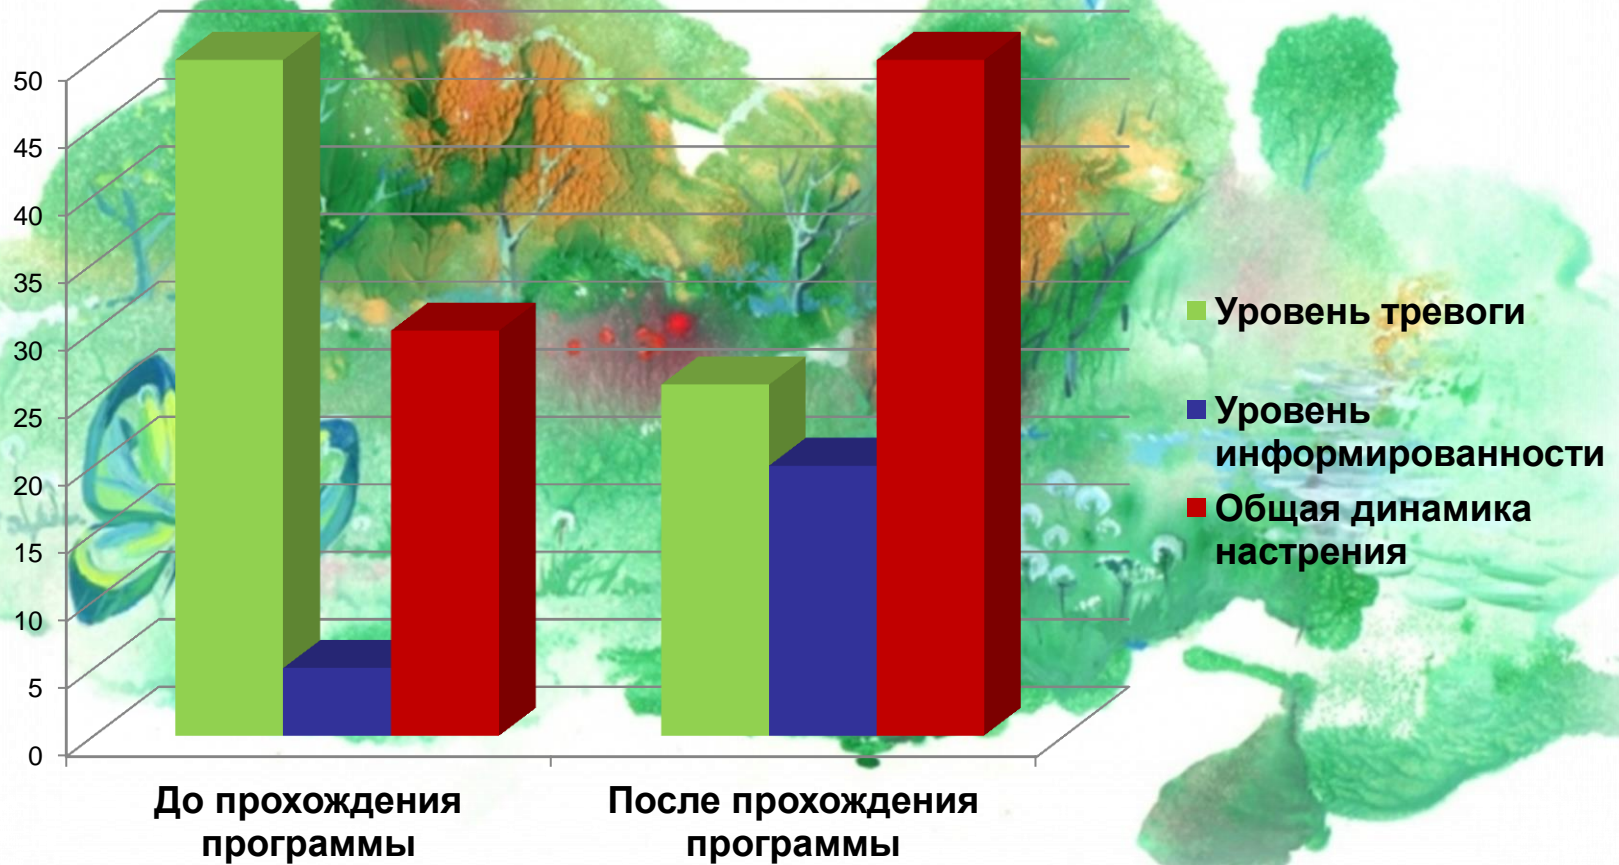 50
45
40
35
30
25
20
15
10
5
0
До прохождения
программы
После прохождения
программы
Уровень тревоги
Уровень
информированности
Общая динамика
настрения